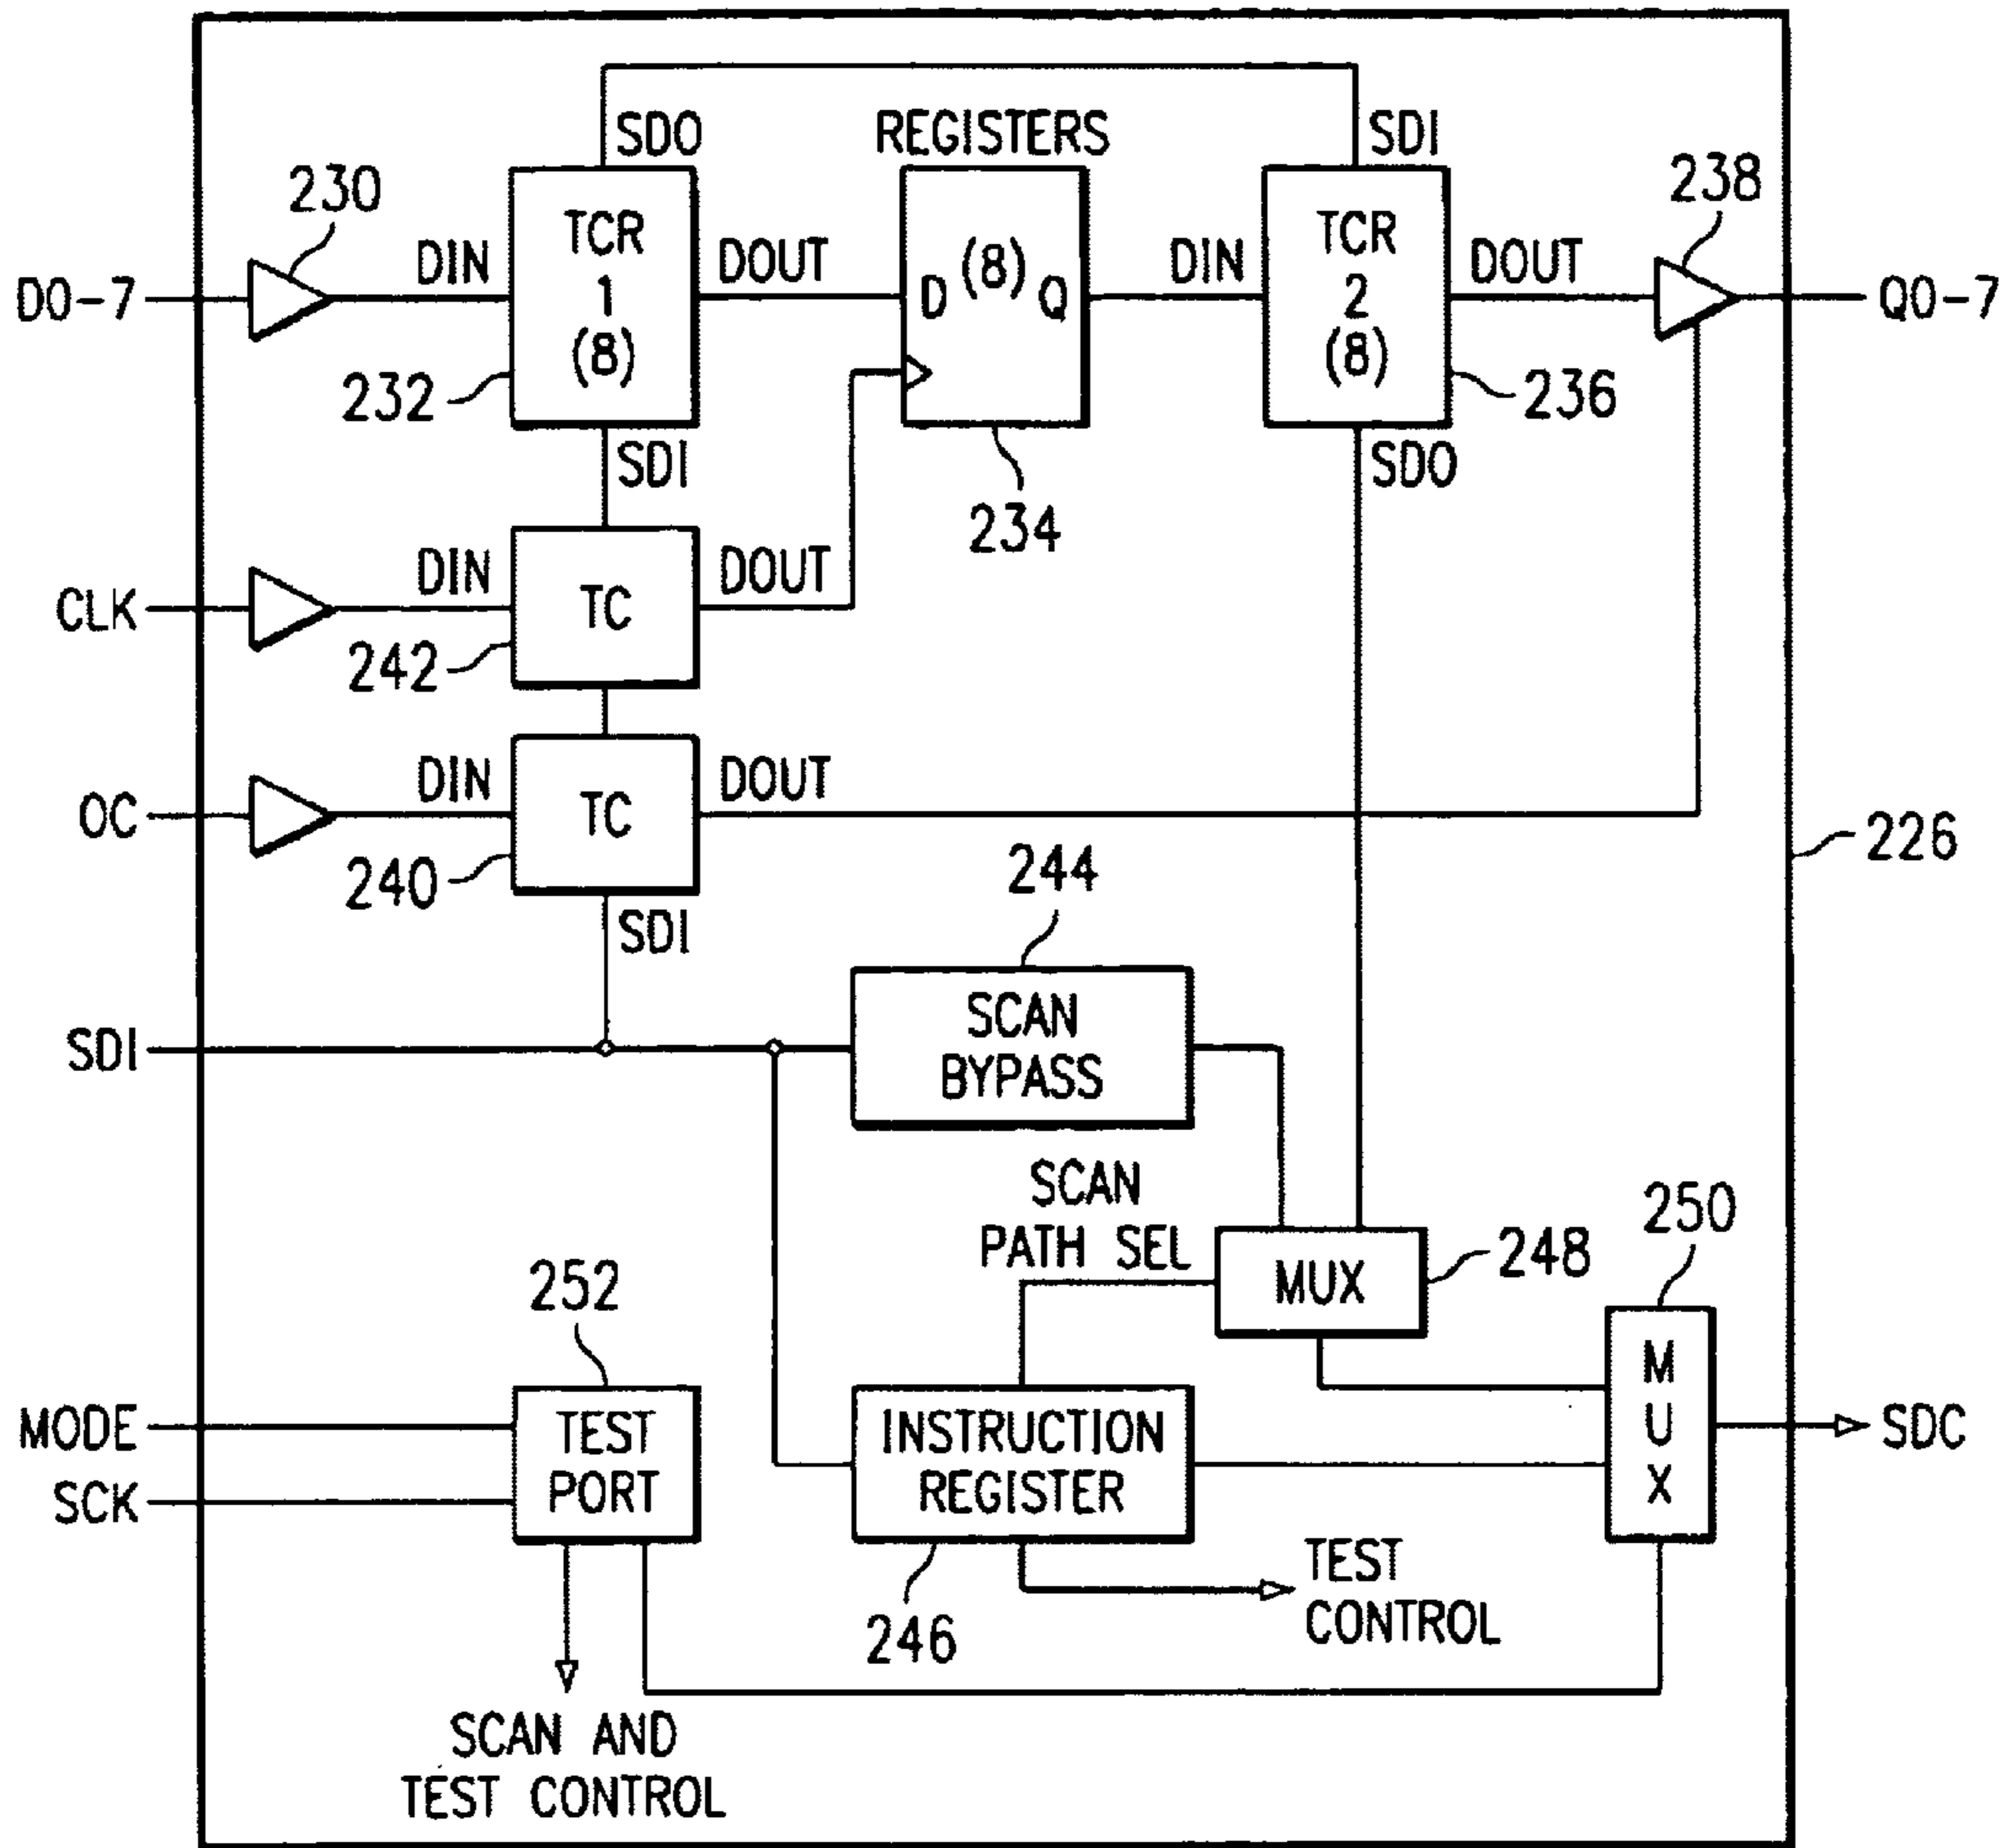 SDO
REGISTERS
SDI
230
238
TCR
1
(8)
(8)
D
Q
TCR
2
(8)
D0-7
DIN
DOUT
DIN
DOUT
Q0-7
232
236
SDI
SDO
234
CLK
DIN
TC
DOUT
242
OC
DIN
TC
DOUT
226
240
244
SDI
SDI
SCAN
BYPASS
SCAN
PATH SEL
250
252
MUX
248
MODE
SCK
TEST
PORT
INSTRUCTION
REGISTER
M
U
X
SDC
246
TEST
CONTROL
SCAN AND
TEST CONTROL